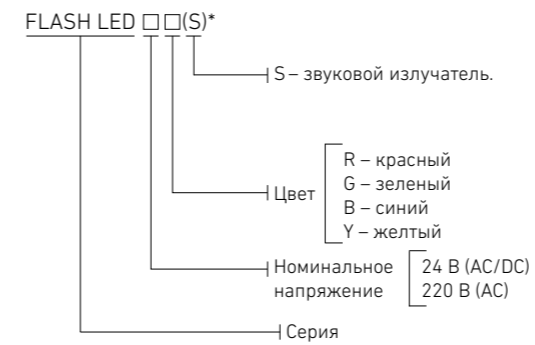 FLASH LED □ □(S)*
S – звуковой излучатель.
Цвет
R – красный
G – зеленый
B – синий
Y – желтый
Номинальное
напряжение
24 В (AC/DC)
220 В (AC)
Серия